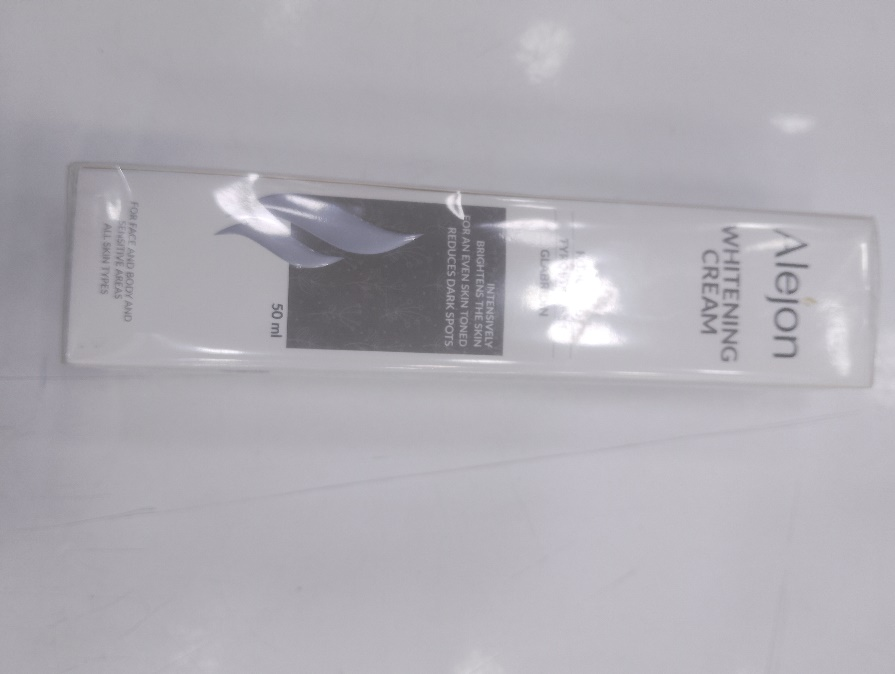 Alejon
WHITENING
CREAM
INTENSIVELY
BRIGHTENS THE SKIN
FOR AN EVEN SKIN TONED
REDUCES DARK SPOTS
50 ml
FOR FACE AND BODY AND
SENSITIVE AREAS
ALL SKIN TYPES